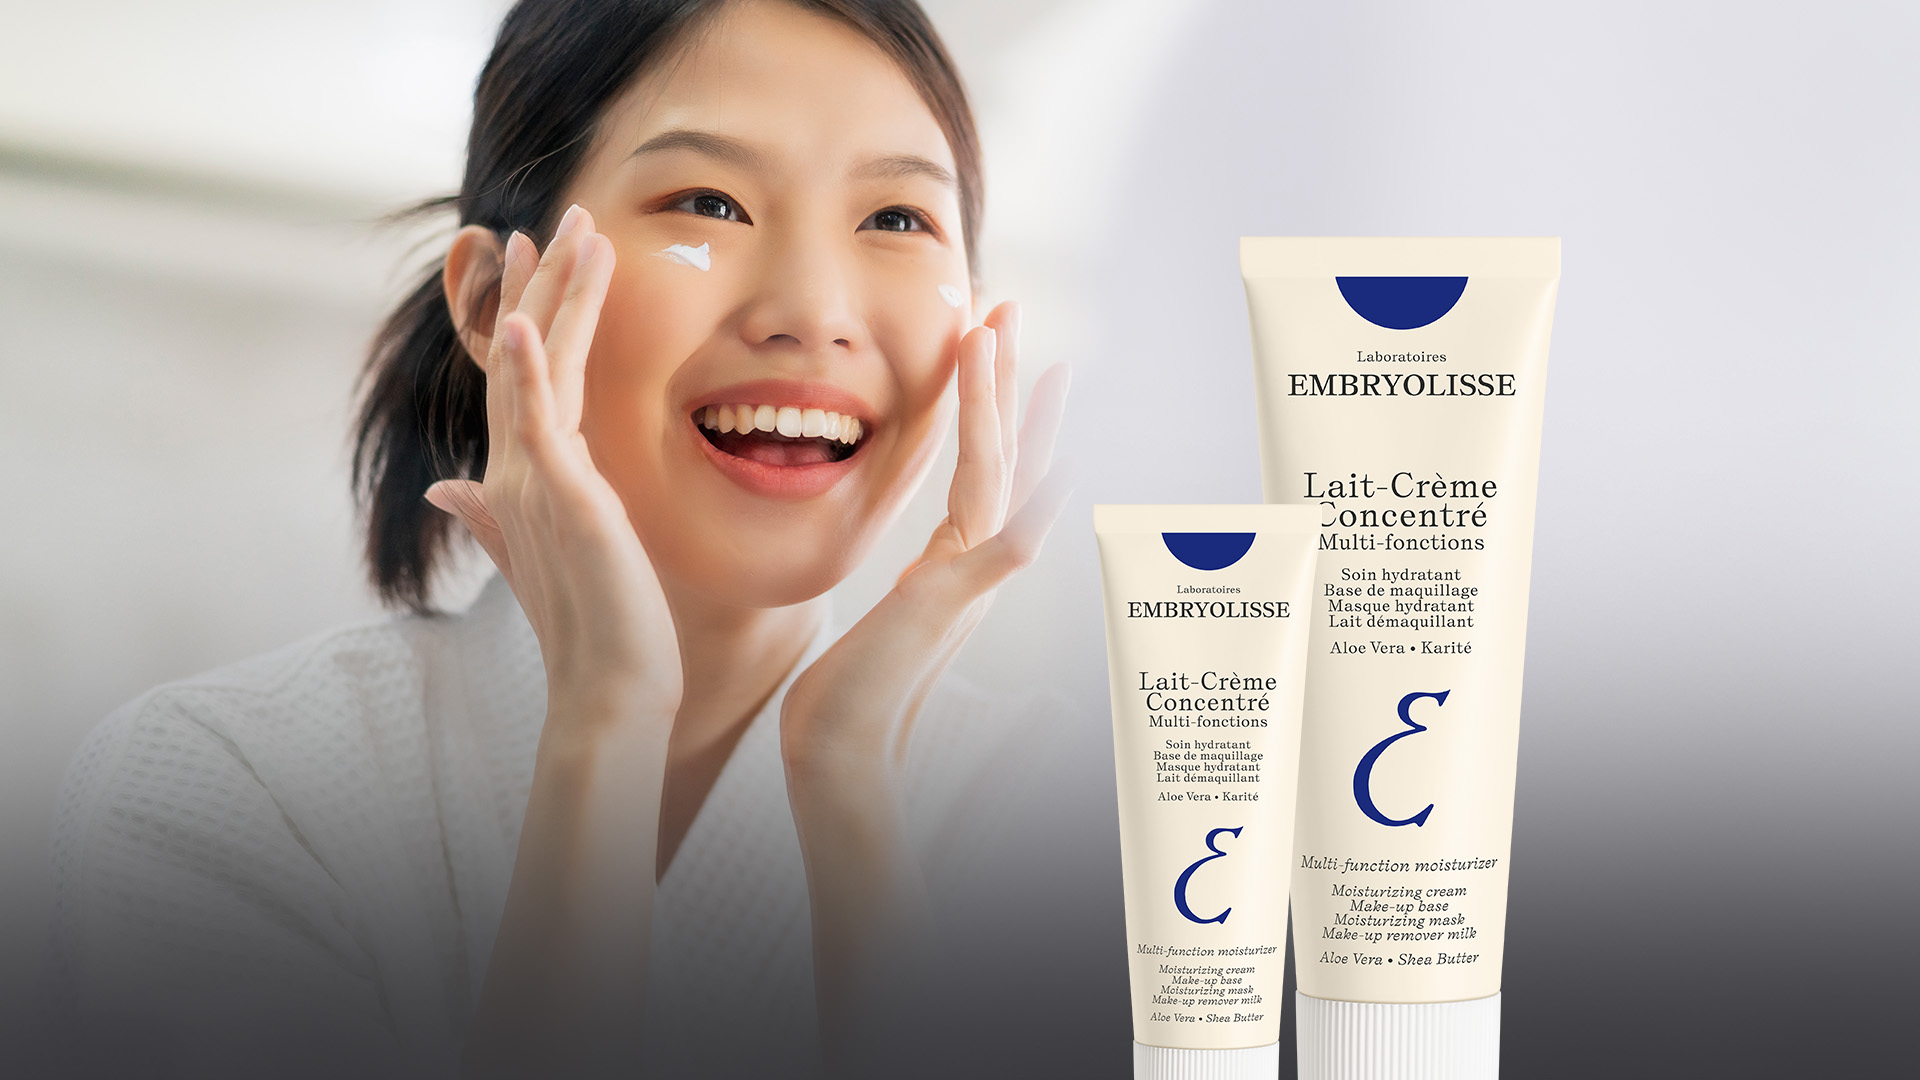 Laboratoires
EMBRYOLISSE
Lait-Crème
Concentré
Multi-fonctions
Soin hydratant
Base de maquillage
Masque hydratant
Lait démaquillant
Aloe Vera • Karité
Multi-function moisturizer
Moisturizing cream
Make-up base
Moisturizing mask
Make-up remover milk
Aloe Vera • Shea Butter
Laboratoires
EMBRYOLISSE
Lait-Crème
Concentré
Multi-fonctions
Soin hydratant
Base de maquillage
Masque hydratant
Lait démaquillant
Aloe Vera • Karité
Multi-function moisturizer
Moisturizing cream
Make-up base
Moisturizing mask
Make-up remover milk
Aloe Vera • Shea Butter